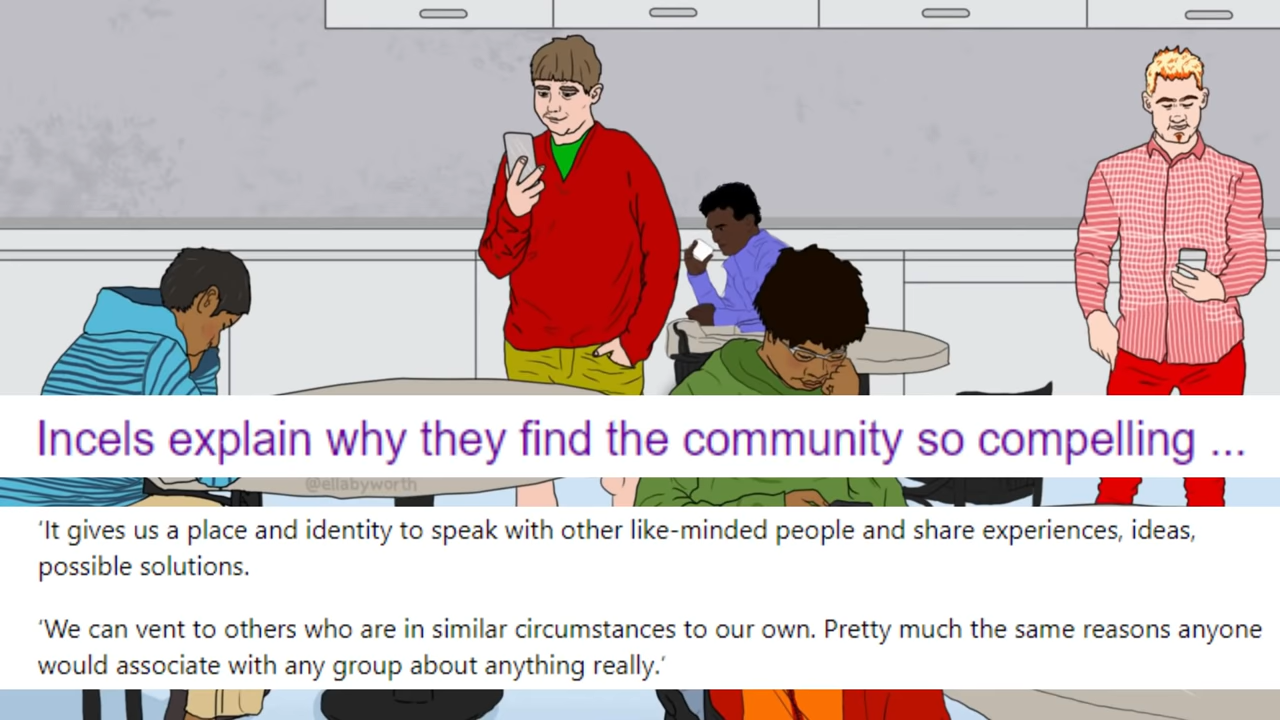 Incels explain why they find the community so compelling ...
@ellabyworth
‘It gives us a place and identity to speak with other like-minded people and share experiences, ideas,
possible solutions.
‘We can vent to others who are in similar circumstances to our own. Pretty much the same reasons anyone
would associate with any group about anything really.’